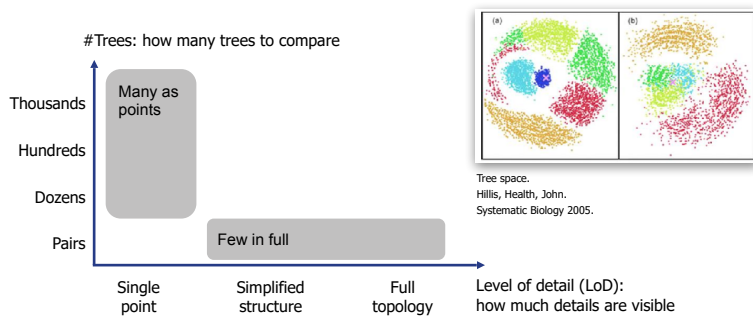 #Trees: how many trees to compare
(a)
(b)
Thousands
Many as
points
Hundreds
Dozens
Pairs
Few in full
Single
point
Simplified
structure
Full
topology
Level of detail (LoD):
how much details are visible
Tree space.
Hillis, Health, John.
Systematic Biology 2005.